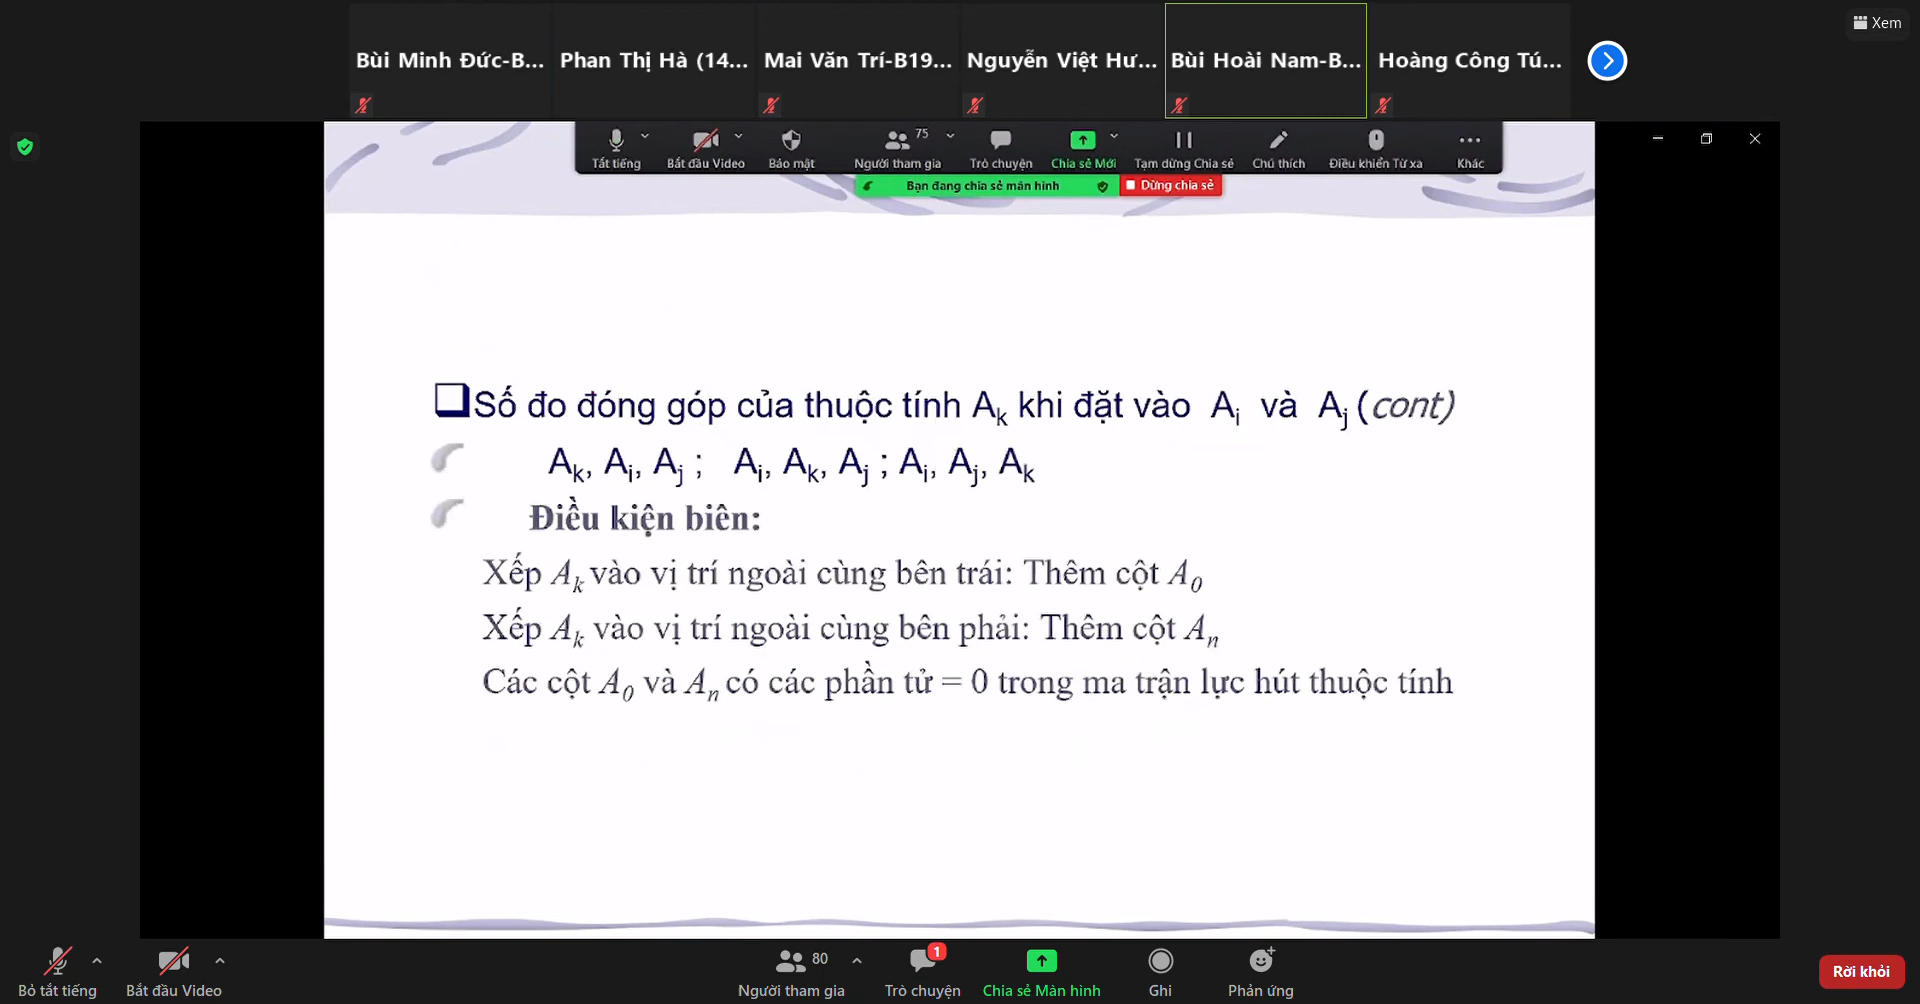 Xem
Bùi Minh Đức-B...
Phan Thị Hà (14...
Mai Văn Trí-B19...
Nguyễn Việt Hư...
Bùi Hoài Nam-B...
Hoàng Công Tú...
75
Tắt tiếng
Bắt đầu Video
Bảo mật
Người tham gia
Trò chuyện
Chia sẻ Mới
Tạm dừng Chia sẻ
Chú thích
Điều khiển Từ xa
Khác
Bạn đang chia sẻ màn hình
Dừng chia sẻ
Số đo đóng góp của thuộc tính Aₖ khi đặt vào Aᵢ và Aⱼ (cont)
Aₖ, Aᵢ, Aⱼ ; Aᵢ, Aₖ, Aⱼ ; Aᵢ, Aⱼ, Aₖ
Điều kiện biên:
Xếp Aₖ vào vị trí ngoài cùng bên trái: Thêm cột A₀
Xếp Aₖ vào vị trí ngoài cùng bên phải: Thêm cột Aₙ
Các cột A₀ và Aₙ có các phần tử = 0 trong ma trận lực hút thuộc tính
80
1
Bỏ tắt tiếng
Bắt đầu Video
Người tham gia
Trò chuyện
Chia sẻ Màn hình
Ghi
Phản ứng
Rời khỏi